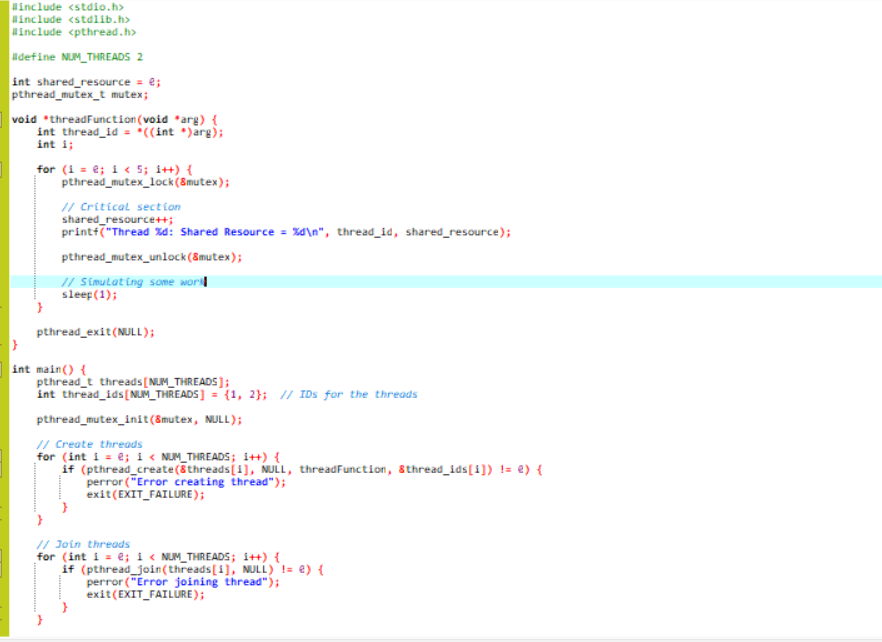 #include <stdio.h>
#include <stdlib.h>
#include <pthread.h>
#define NUM_THREADS 2
int shared_resource = 0;
pthread_mutex_t mutex;
void *threadFunction(void *arg) {
    int thread_id = *((int *)arg);
    int i;
    for (i = 0; i < 5; i++) {
        pthread_mutex_lock(&mutex);
        // Critical section
        shared_resource++;
        printf("Thread %d: Shared Resource = %d\n", thread_id, shared_resource);
        pthread_mutex_unlock(&mutex);
        // Simulating some work
        sleep(1);
    }
    pthread_exit(NULL);
}
int main() {
    pthread_t threads[NUM_THREADS];
    int thread_ids[NUM_THREADS] = {1, 2};  // IDs for the threads
    pthread_mutex_init(&mutex, NULL);
    // Create threads
    for (int i = 0; i < NUM_THREADS; i++) {
        if (pthread_create(&threads[i], NULL, threadFunction, &thread_ids[i]) != 0) {
            perror("Error creating thread");
            exit(EXIT_FAILURE);
        }
    }
    // Join threads
    for (int i = 0; i < NUM_THREADS; i++) {
        if (pthread_join(threads[i], NULL) != 0) {
            perror("Error joining thread");
            exit(EXIT_FAILURE);
        }
    }